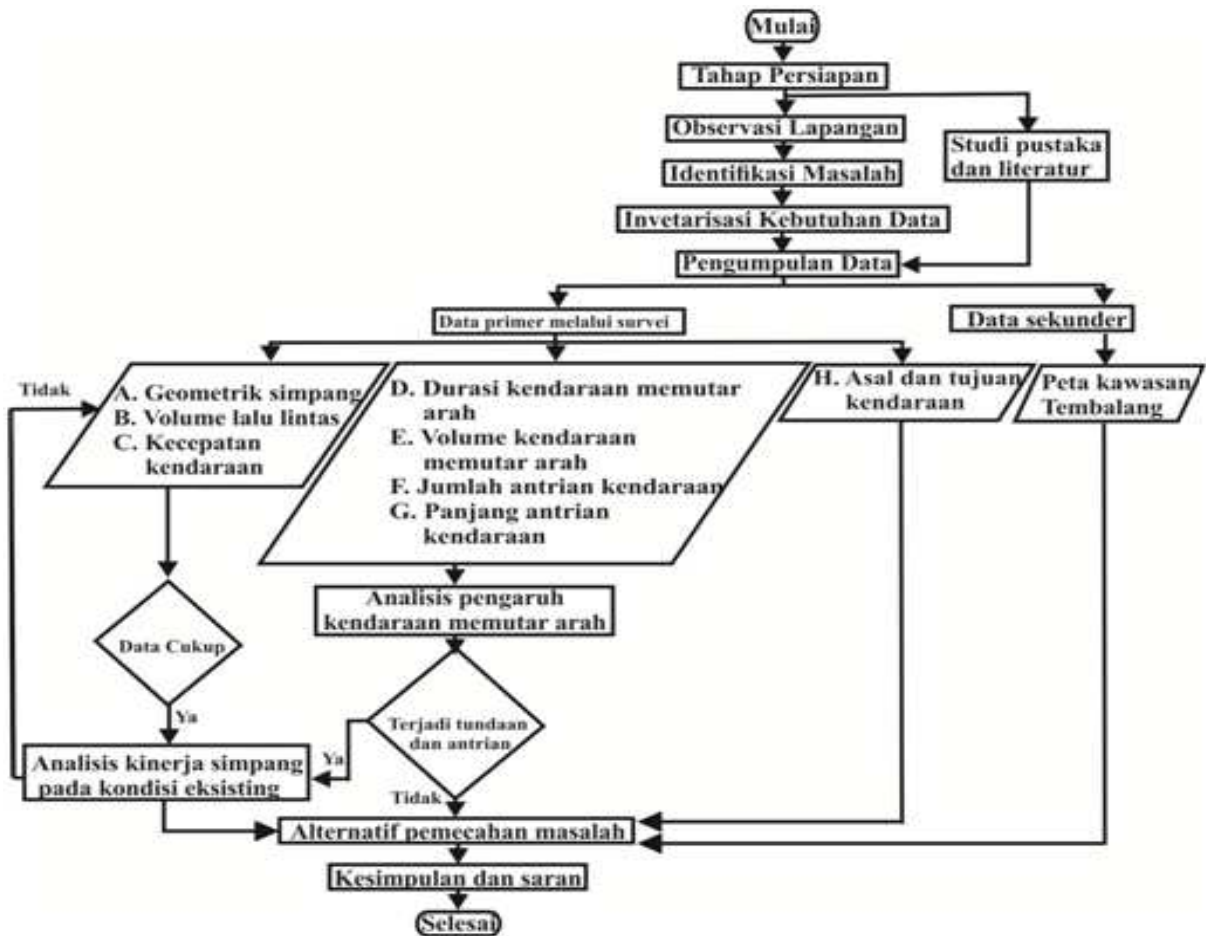 Mulai
Tahap Persiapan
Observasi Lapangan
Studi pustaka
dan literatur
Identifikasi Masalah
Invetarisasi Kebutuhan Data
Pengumpulan Data
Data primer melalui survei
Data sekunder
Tidak
A. Geometrik simpang
B. Volume lalu lintas
C. Kecepatan
kendaraan
D. Durasi kendaraan memutar
arah
E. Volume kendaraan
memutar arah
F. Jumlah antrian kendaraan
G. Panjang antrian
kendaraan
H. Asal dan tujuan
kendaraan
Peta kawasan
Tembalang
Analisis pengaruh
kendaraan memutar arah
Data Cukup
Ya
Terjadi tundaan
dan antrian
Ya
Tidak
Analisis kinerja simpang
pada kondisi eksisting
Alternatif pemecahan masalah
Kesimpulan dan saran
Selesai